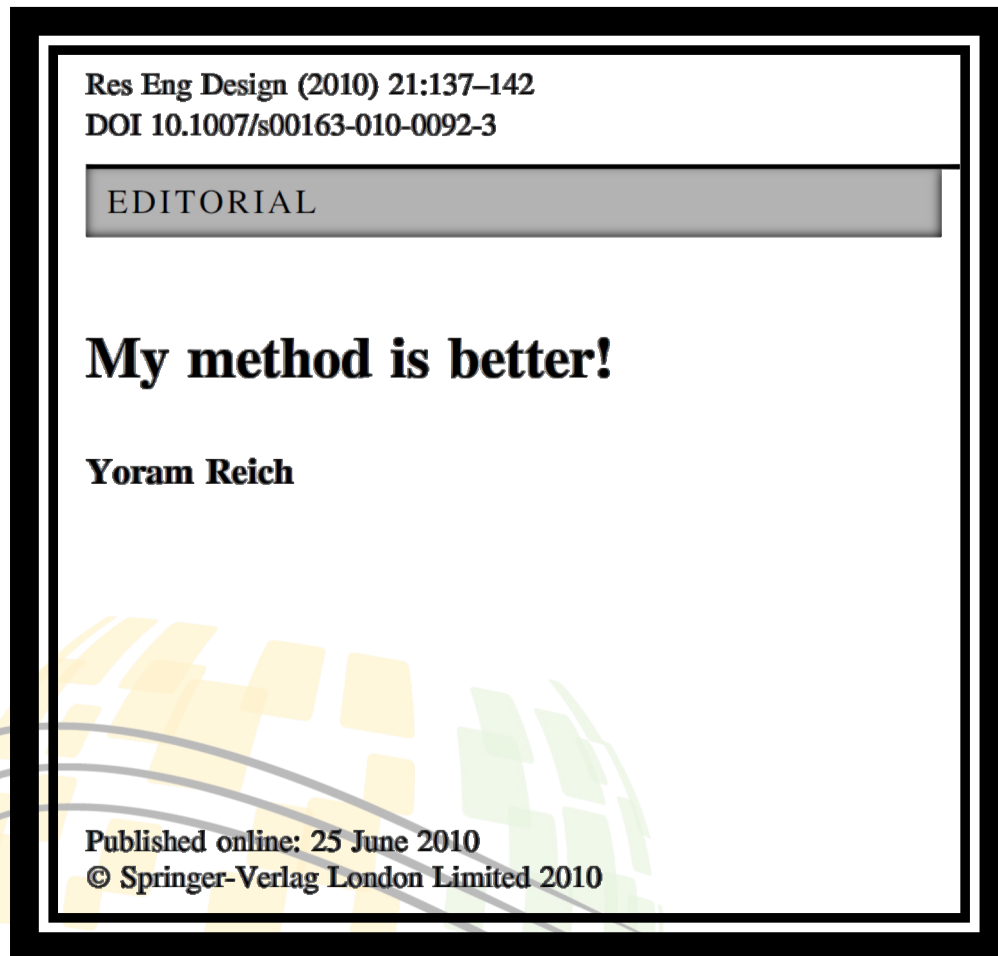 Res Eng Design (2010) 21:137–142
DOI 10.1007/s00163-010-0092-3
EDITORIAL
My method is better!
Yoram Reich
Published online: 25 June 2010
© Springer-Verlag London Limited 2010